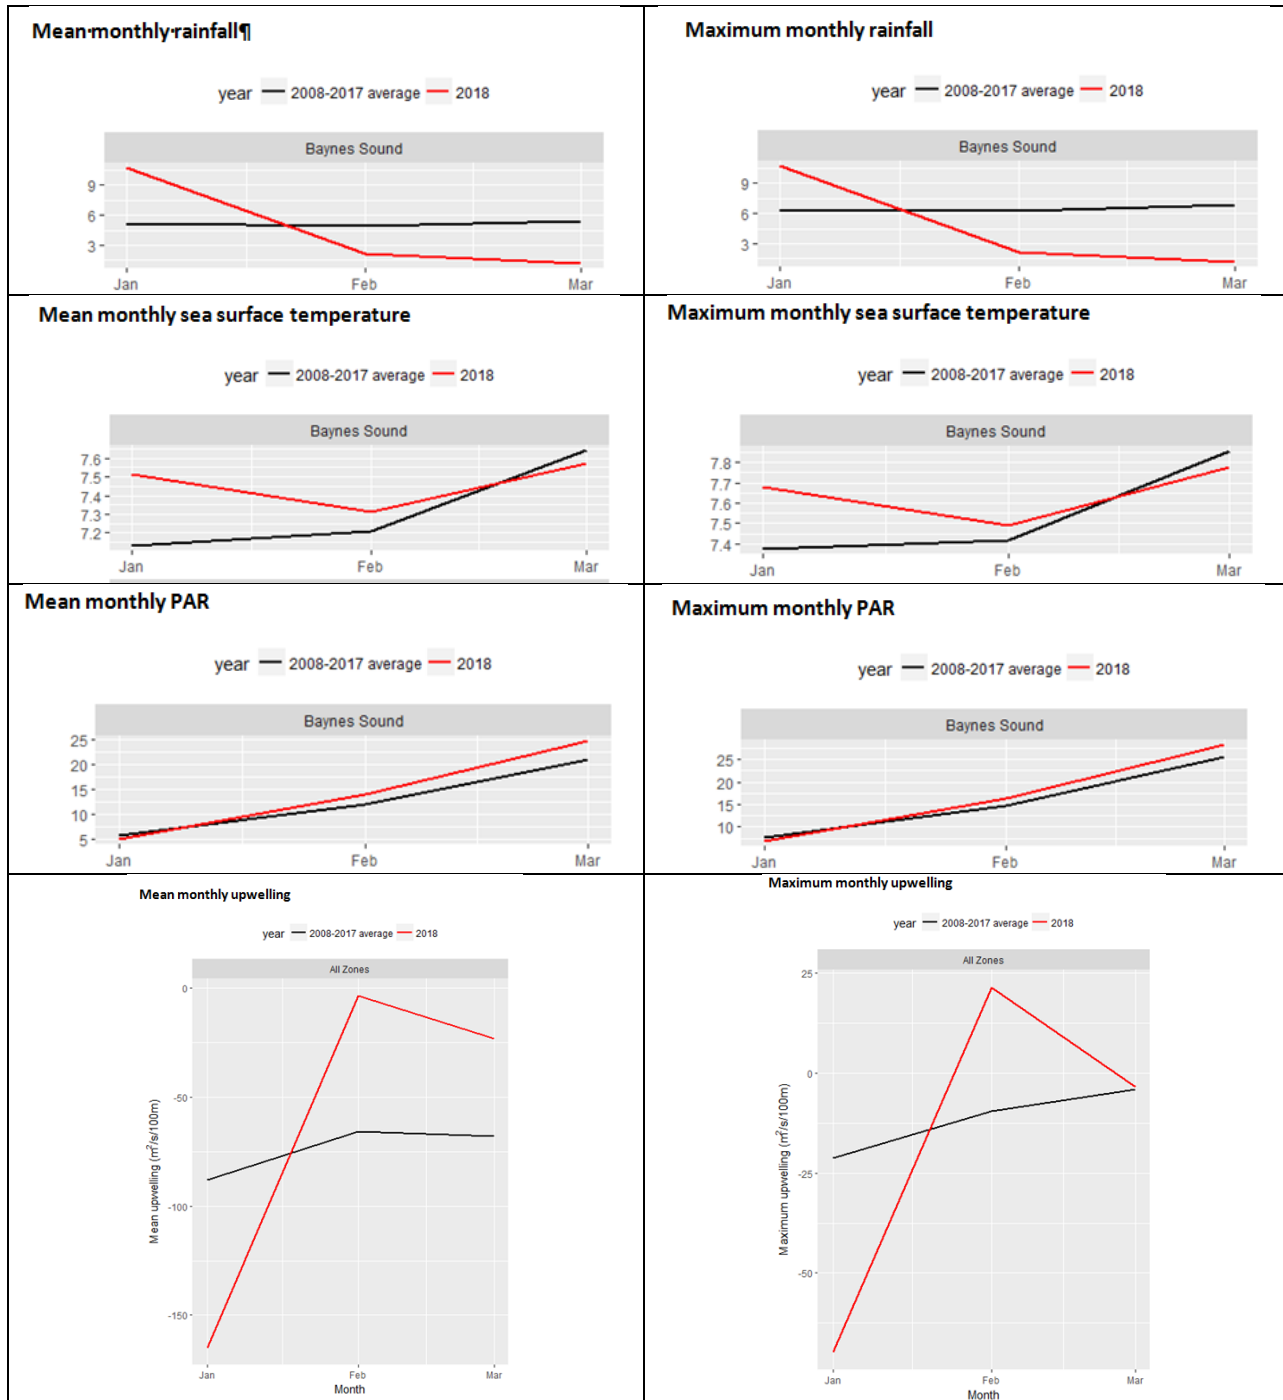 Mean·monthly·rainfall¶
year 2008-2017 average 2018
Baynes Sound
9
6
3
Jan Feb Mar
Maximum monthly rainfall
year 2008-2017 average 2018
Baynes Sound
9
6
3
Jan Feb Mar
Mean monthly sea surface temperature
year 2008-2017 average 2018
Baynes Sound
7.6
7.5
7.4
7.3
7.2
Jan Feb Mar
Maximum monthly sea surface temperature
year 2008-2017 average 2018
Baynes Sound
7.8
7.7
7.6
7.5
7.4
Jan Feb Mar
Mean monthly PAR
year 2008-2017 average 2018
Baynes Sound
25
20
15
10
5
Jan Feb Mar
Maximum monthly PAR
year 2008-2017 average 2018
Baynes Sound
25
20
15
10
Jan Feb Mar
Mean monthly upwelling
year 2008-2017 average 2018
All Zones
Mean upwelling (m²/s/100m)
0
-50
-100
-150
Jan Feb Mar
Month
Maximum monthly upwelling
year 2008-2017 average 2018
All Zones
Maximum upwelling (m²/s/100m)
25
0
-25
-50
Jan Feb Mar
Month